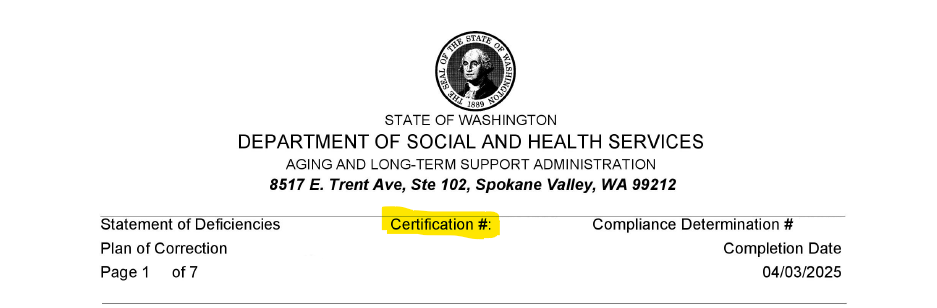 THE SEAL OF THE STATE OF WASHINGTON
1889
STATE OF WASHINGTON
DEPARTMENT OF SOCIAL AND HEALTH SERVICES
AGING AND LONG-TERM SUPPORT ADMINISTRATION
8517 E. Trent Ave, Ste 102, Spokane Valley, WA 99212
Statement of Deficiencies Certification #: Compliance Determination #
Plan of Correction Completion Date
Page 1 of 7 04/03/2025